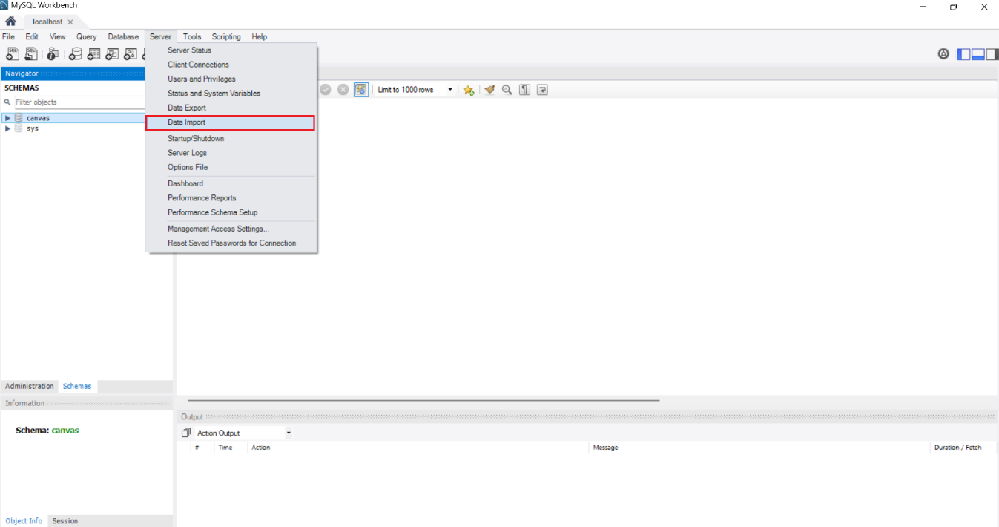 MySQL Workbench
localhost
File Edit View Query Database Server Tools Scripting Help
Server Status
Client Connections
Users and Privileges
Status and System Variables
Data Export
Data Import
Startup/Shutdown
Server Logs
Options File
Dashboard
Performance Reports
Performance Schema Setup
Management Access Settings...
Reset Saved Passwords for Connection
Navigator
SCHEMAS
Filter objects
canvas
sys
Limit to 1000 rows
Administration Schemas
Information
Schema: canvas
Object Info Session
Output
Action Output
# Time Action Message Duration / Fetch